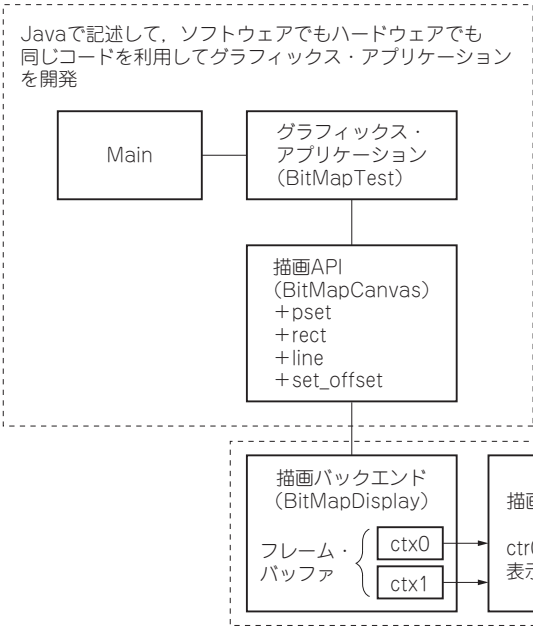 Javaで記述して，ソフトウェアでもハードウェアでも
同じコードを利用してグラフィックス・アプリケーション
を開発
Main
グラフィックス・
アプリケーション
（BitMapTest）
描画API
（BitMapCanvas）
＋pset
＋rect
＋line
＋set_offset
描画バックエンド
（BitMapDisplay）
フレーム・
バッファ
ctx0
ctx1
描画
ctr0
表示